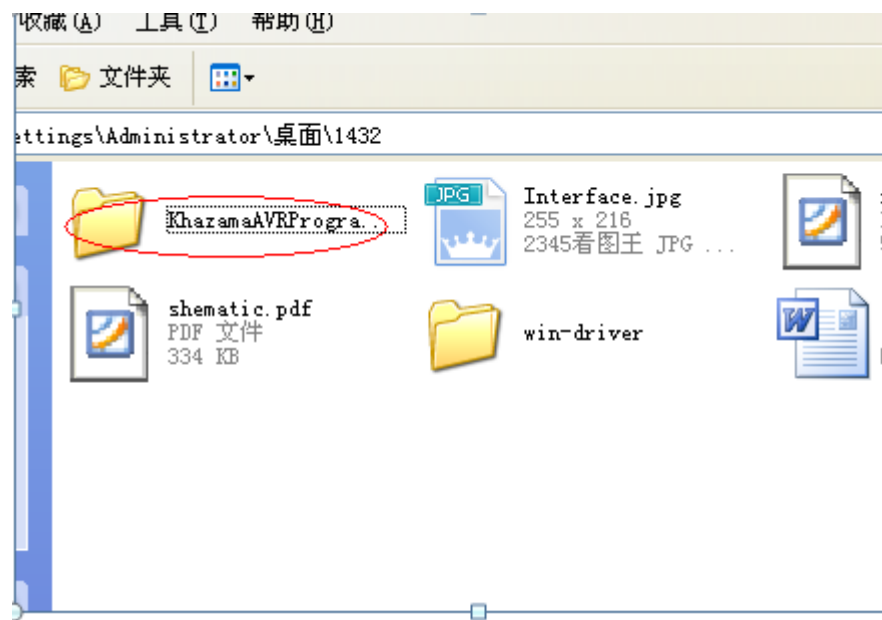 收藏(A) 工具(T) 帮助(H)
索 文件夹
ettings\Administrator\桌面\1432
KhazamaAVRProgra...
JPG
Interface.jpg
255 x 216
2345看图王 JPG ...
shematic.pdf
PDF 文件
334 KB
win-driver
W